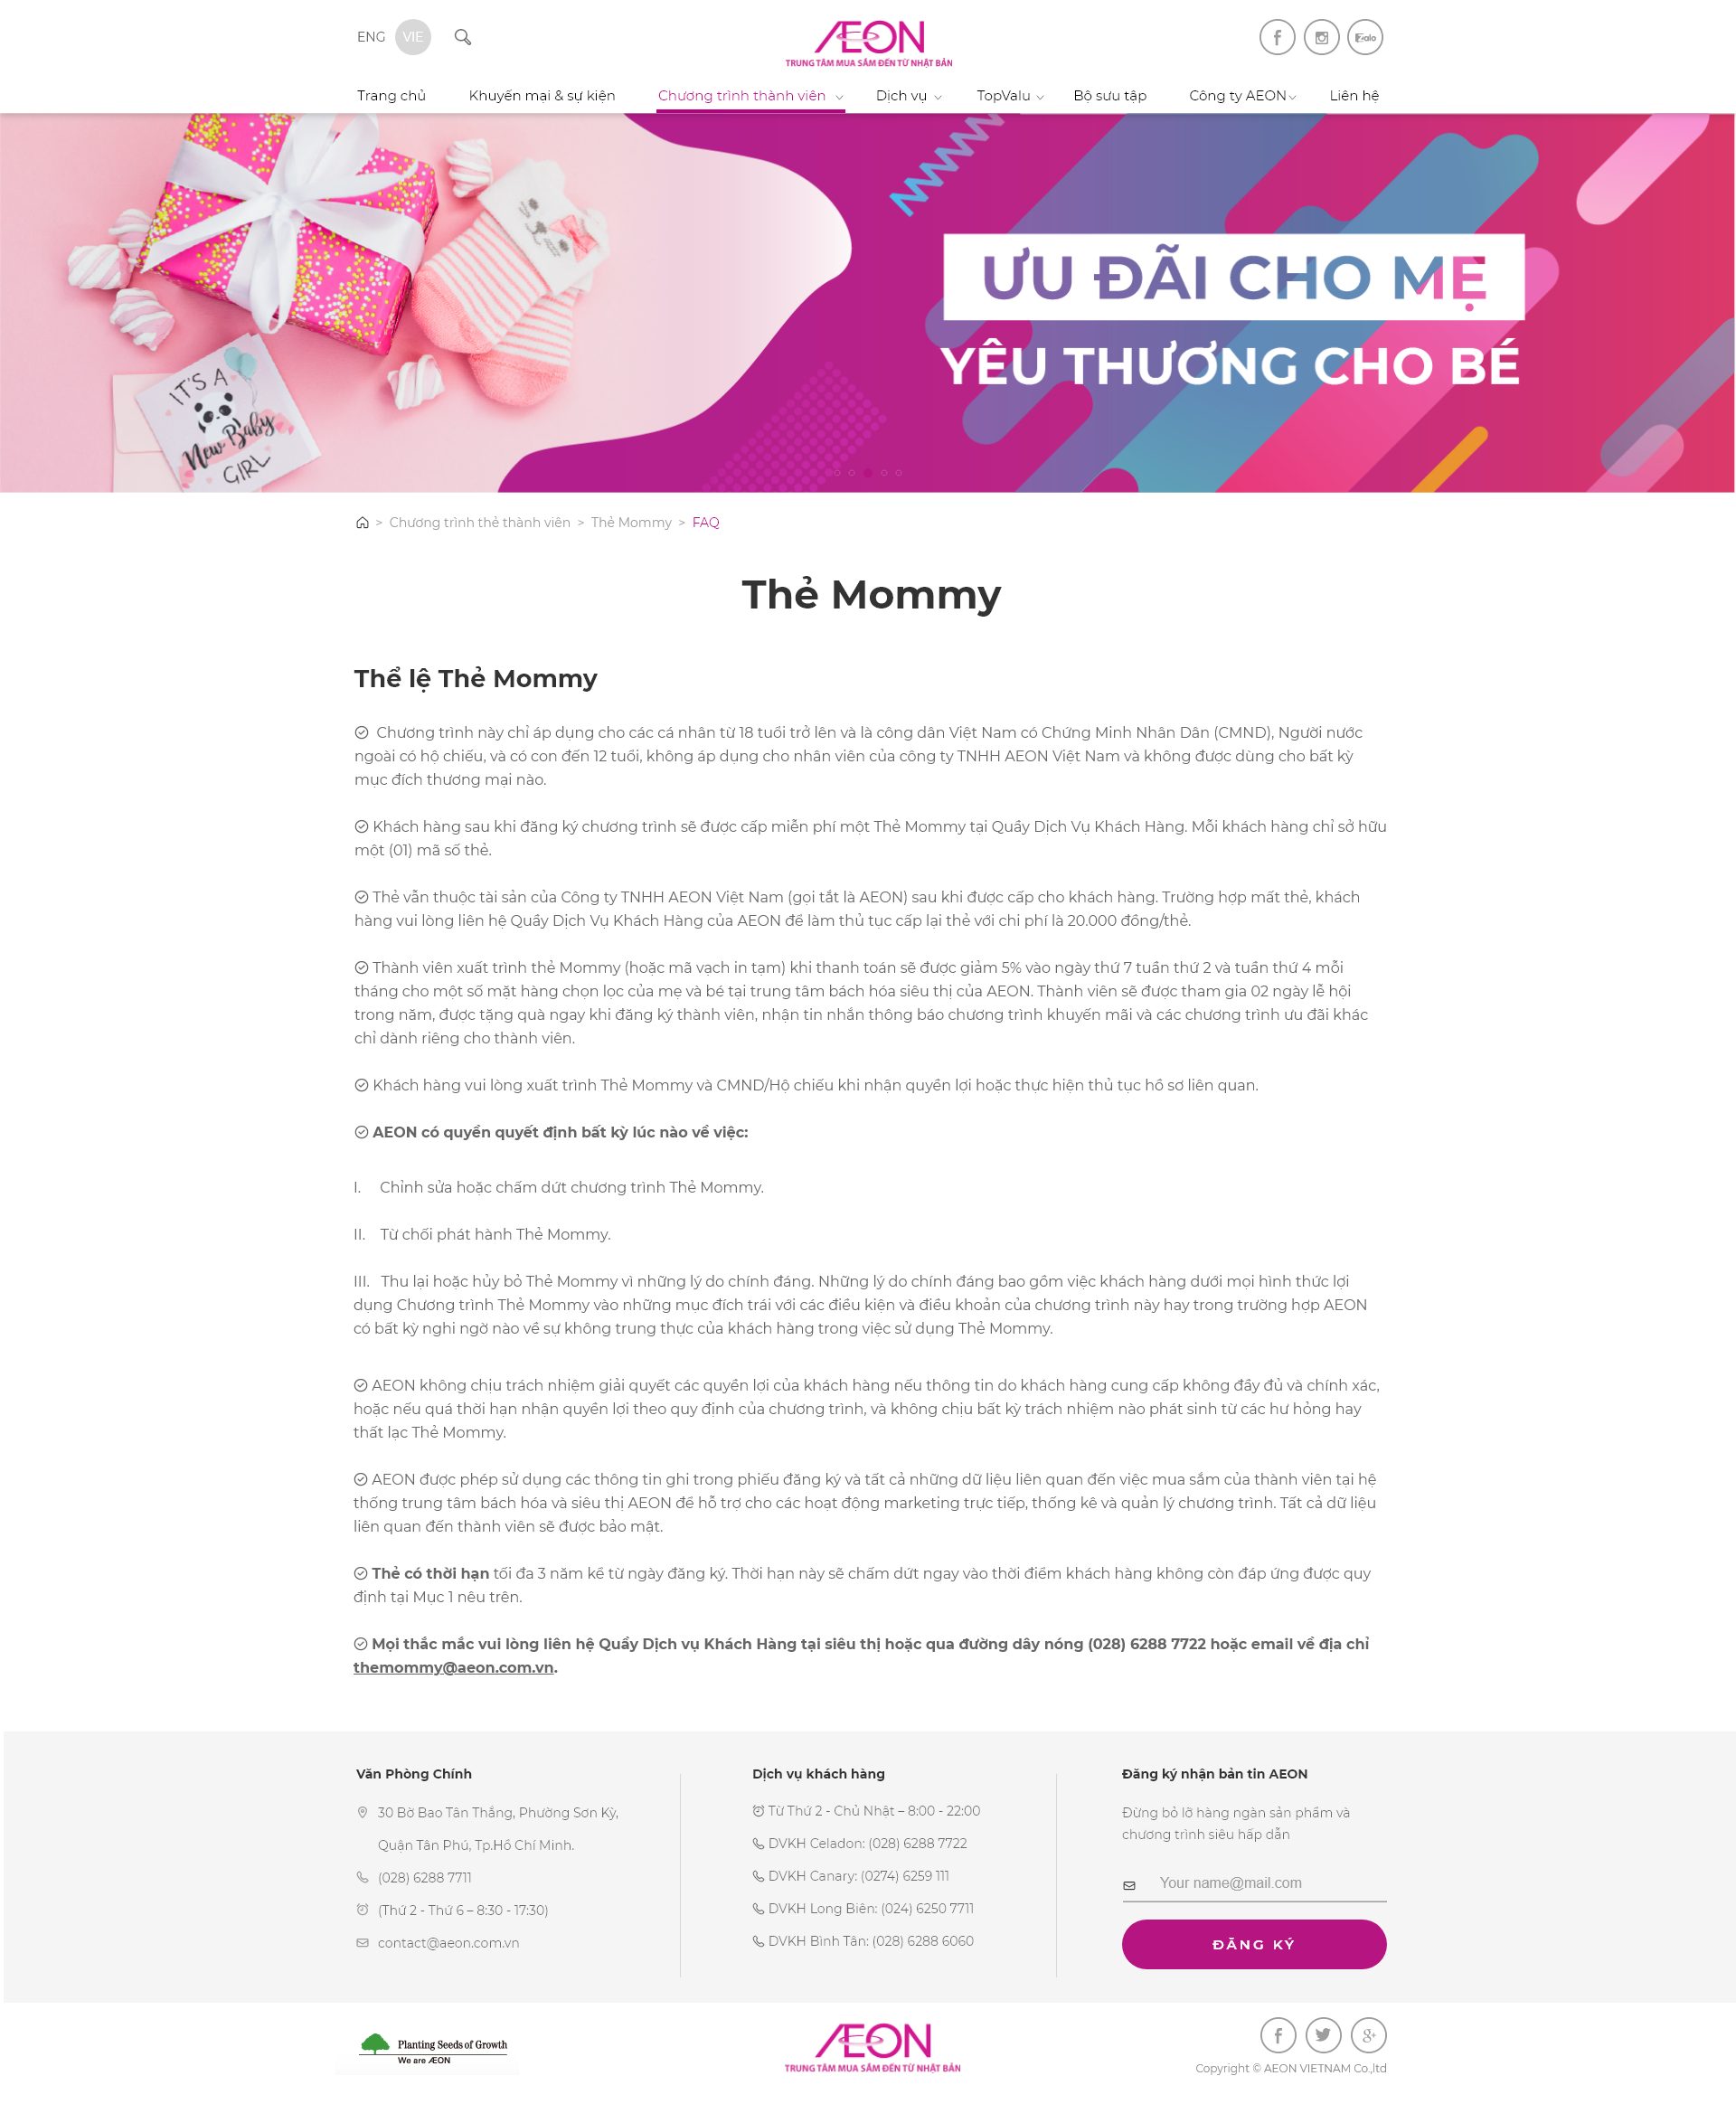 ENG VIE
AEON
TRUNG TÂM MUA SẮM ĐẾN TỪ NHẬT BẢN
Zalo
Trang chủ Khuyến mại & sự kiện Chương trình thành viên Dịch vụ TopValu Bộ sưu tập Công ty AEON Liên hệ
IT'S A
New Baby
GIRL
ƯU ĐÃI CHO MẸ
YÊU THƯƠNG CHO BÉ
> Chương trình thẻ thành viên > Thẻ Mommy > FAQ
Thẻ Mommy
Thể lệ Thẻ Mommy
Chương trình này chỉ áp dụng cho các cá nhân từ 18 tuổi trở lên và là công dân Việt Nam có Chứng Minh Nhân Dân (CMND), Người nước
ngoài có hộ chiếu, và có con đến 12 tuổi, không áp dụng cho nhân viên của công ty TNHH AEON Việt Nam và không được dùng cho bất kỳ
mục đích thương mại nào.
Khách hàng sau khi đăng ký chương trình sẽ được cấp miễn phí một Thẻ Mommy tại Quầy Dịch Vụ Khách Hàng. Mỗi khách hàng chỉ sở hữu
một (01) mã số thẻ.
Thẻ vẫn thuộc tài sản của Công ty TNHH AEON Việt Nam (gọi tắt là AEON) sau khi được cấp cho khách hàng. Trường hợp mất thẻ, khách
hàng vui lòng liên hệ Quầy Dịch Vụ Khách Hàng của AEON để làm thủ tục cấp lại thẻ với chi phí là 20.000 đồng/thẻ.
Thành viên xuất trình thẻ Mommy (hoặc mã vạch in tạm) khi thanh toán sẽ được giảm 5% vào ngày thứ 7 tuần thứ 2 và tuần thứ 4 mỗi
tháng cho một số mặt hàng chọn lọc của mẹ và bé tại trung tâm bách hóa siêu thị của AEON. Thành viên sẽ được tham gia 02 ngày lễ hội
trong năm, được tặng quà ngay khi đăng ký thành viên, nhận tin nhắn thông báo chương trình khuyến mãi và các chương trình ưu đãi khác
chỉ dành riêng cho thành viên.
Khách hàng vui lòng xuất trình Thẻ Mommy và CMND/Hộ chiếu khi nhận quyền lợi hoặc thực hiện thủ tục hồ sơ liên quan.
AEON có quyền quyết định bất kỳ lúc nào về việc:
I. Chỉnh sửa hoặc chấm dứt chương trình Thẻ Mommy.
II. Từ chối phát hành Thẻ Mommy.
III. Thu lại hoặc hủy bỏ Thẻ Mommy vì những lý do chính đáng. Những lý do chính đáng bao gồm việc khách hàng dưới mọi hình thức lợi
dụng Chương trình Thẻ Mommy vào những mục đích trái với các điều kiện và điều khoản của chương trình này hay trong trường hợp AEON
có bất kỳ nghi ngờ nào về sự không trung thực của khách hàng trong việc sử dụng Thẻ Mommy.
AEON không chịu trách nhiệm giải quyết các quyền lợi của khách hàng nếu thông tin do khách hàng cung cấp không đầy đủ và chính xác,
hoặc nếu quá thời hạn nhận quyền lợi theo quy định của chương trình, và không chịu bất kỳ trách nhiệm nào phát sinh từ các hư hỏng hay
thất lạc Thẻ Mommy.
AEON được phép sử dụng các thông tin ghi trong phiếu đăng ký và tất cả những dữ liệu liên quan đến việc mua sắm của thành viên tại hệ
thống trung tâm bách hóa và siêu thị AEON để hỗ trợ cho các hoạt động marketing trực tiếp, thống kê và quản lý chương trình. Tất cả dữ liệu
liên quan đến thành viên sẽ được bảo mật.
Thẻ có thời hạn tối đa 3 năm kể từ ngày đăng ký. Thời hạn này sẽ chấm dứt ngay vào thời điểm khách hàng không còn đáp ứng được quy
định tại Mục 1 nêu trên.
Mọi thắc mắc vui lòng liên hệ Quầy Dịch vụ Khách Hàng tại siêu thị hoặc qua đường dây nóng (028) 6288 7722 hoặc email về địa chỉ
themommy@aeon.com.vn.
Văn Phòng Chính
30 Bờ Bao Tân Thắng, Phường Sơn Kỳ,
Quận Tân Phú, Tp.Hồ Chí Minh.
(028) 6288 7711
(Thứ 2 - Thứ 6 – 8:30 - 17:30)
contact@aeon.com.vn
Dịch vụ khách hàng
Từ Thứ 2 - Chủ Nhật – 8:00 - 22:00
DVKH Celadon: (028) 6288 7722
DVKH Canary: (0274) 6259 111
DVKH Long Biên: (024) 6250 7711
DVKH Bình Tân: (028) 6288 6060
Đăng ký nhận bản tin AEON
Đừng bỏ lỡ hàng ngàn sản phẩm và
chương trình siêu hấp dẫn
Your name@mail.com
ĐĂNG KÝ
Planting Seeds of Growth
We are ÆON
AEON
TRUNG TÂM MUA SẮM ĐẾN TỪ NHẬT BẢN
Copyright © AEON VIETNAM Co.,ltd